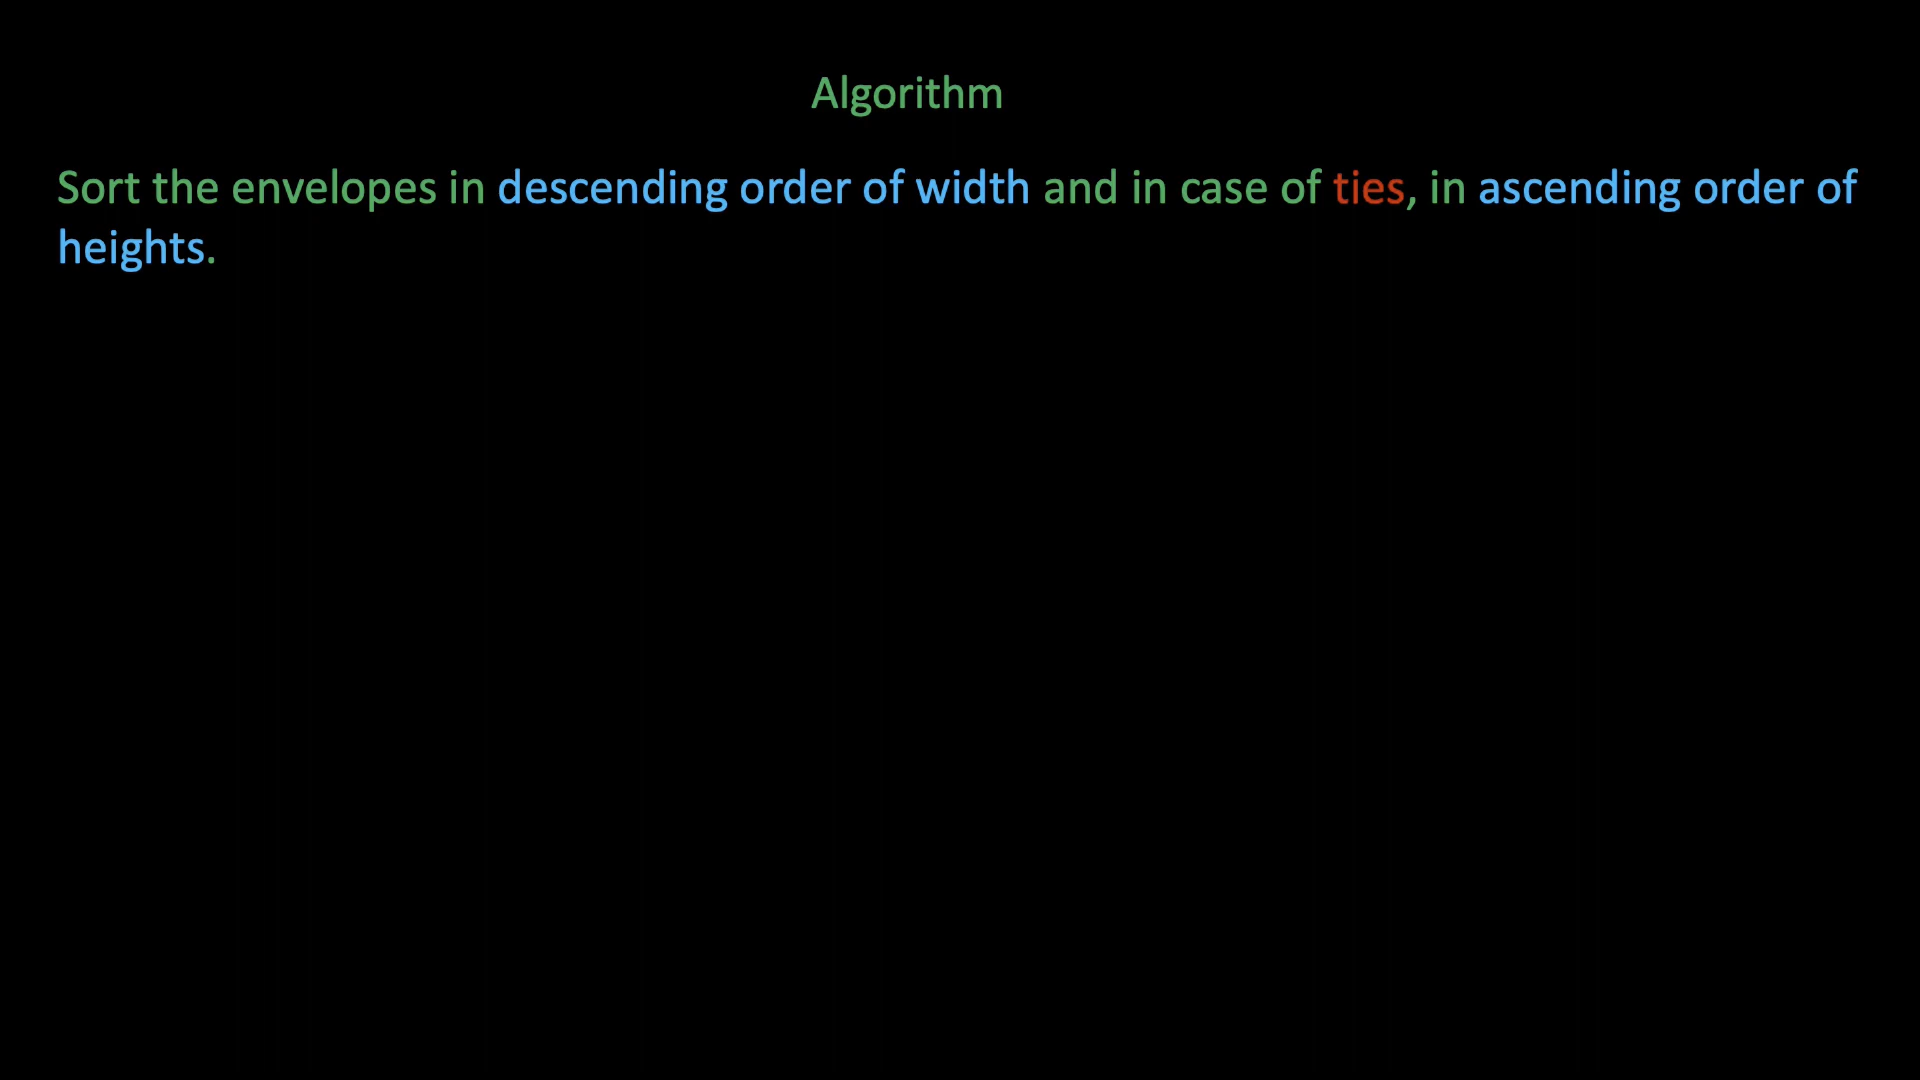 Algorithm
Sort the envelopes in descending order of width and in case of ties, in ascending order of
heights.